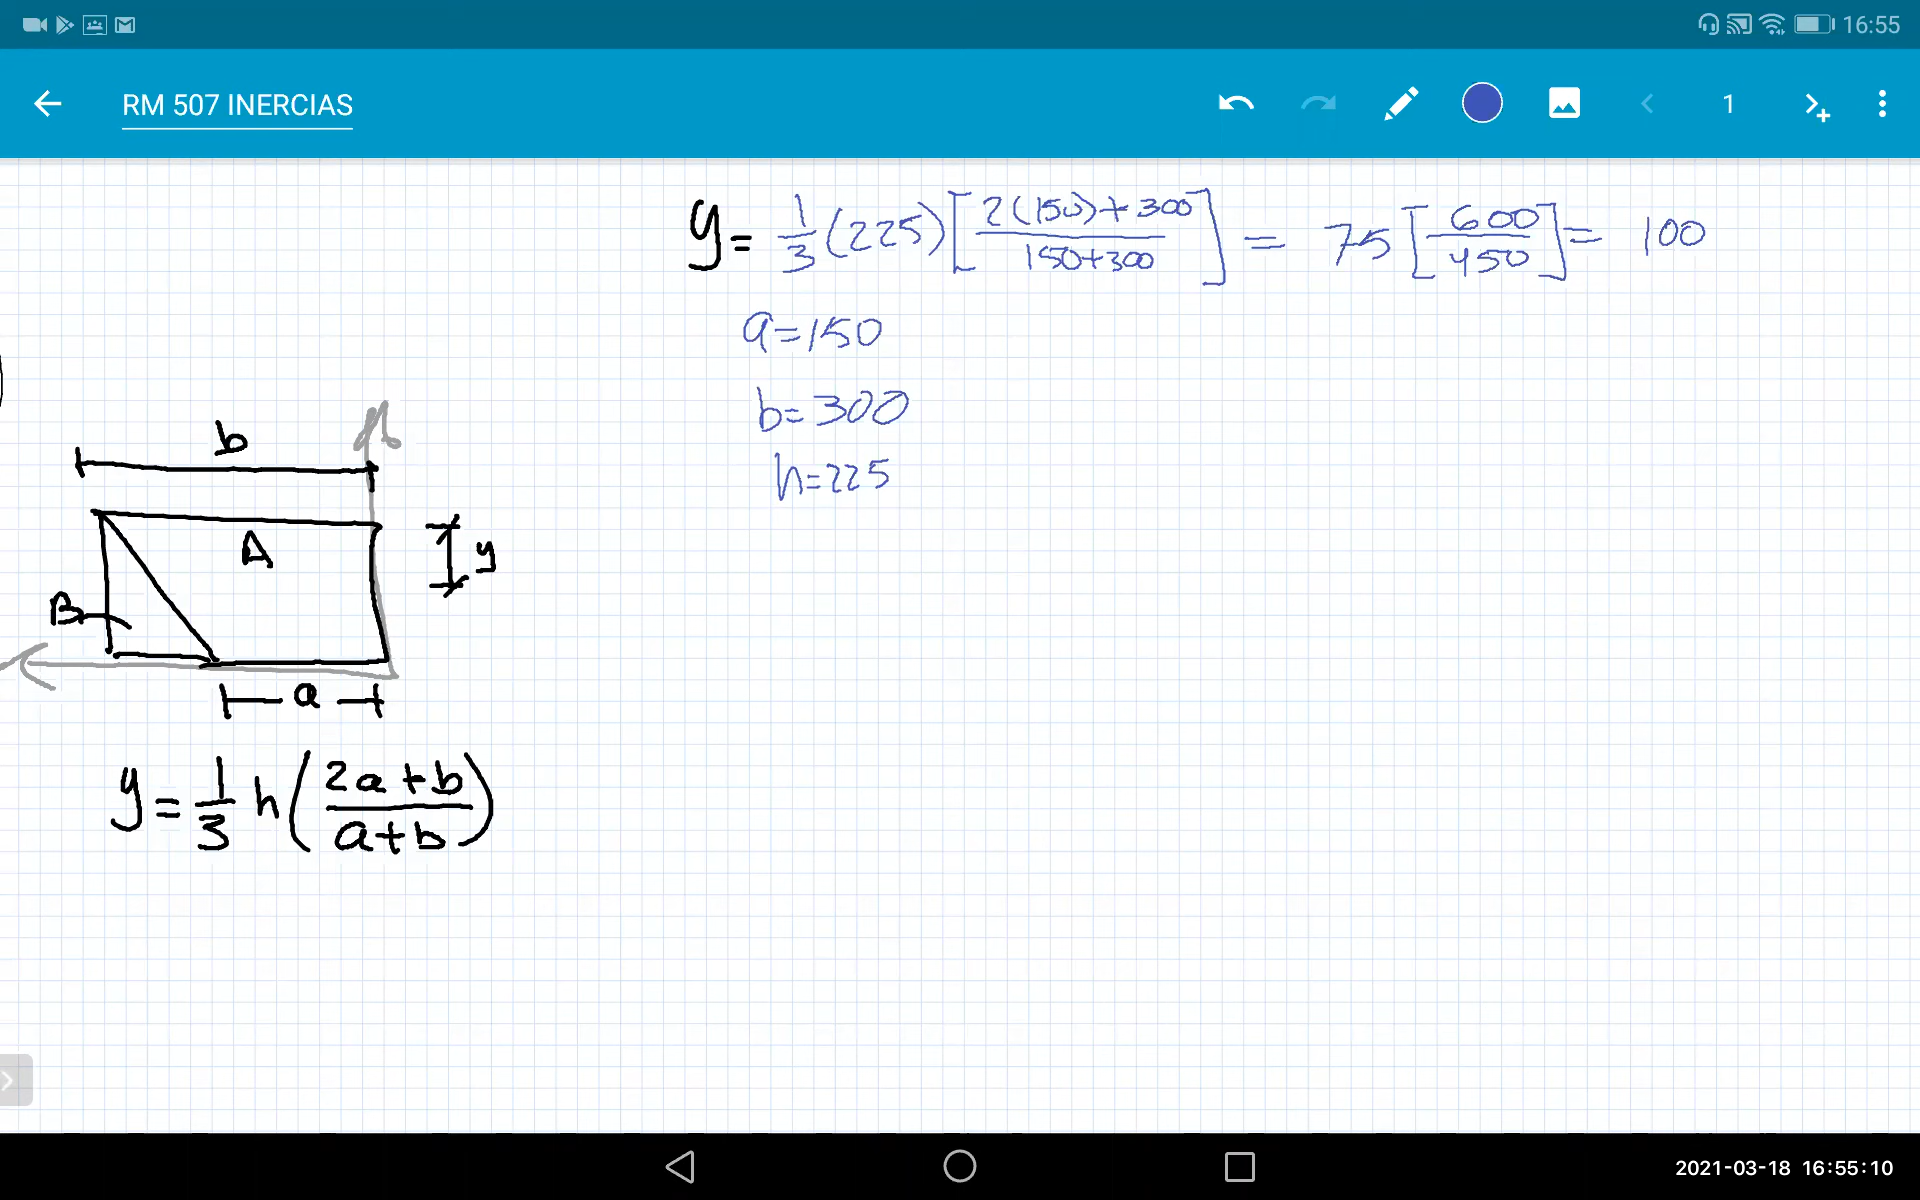 16:55
RM 507 INERCIAS
1
y = 1/3 (225) [ 2(150)+300 / 150+300 ] = 75 [ 600 / 450 ] = 100
a=150
b=300
h=225
b
A
y
B
a
y = 1/3 h ( 2a+b / a+b )
2021-03-18 16:55:10